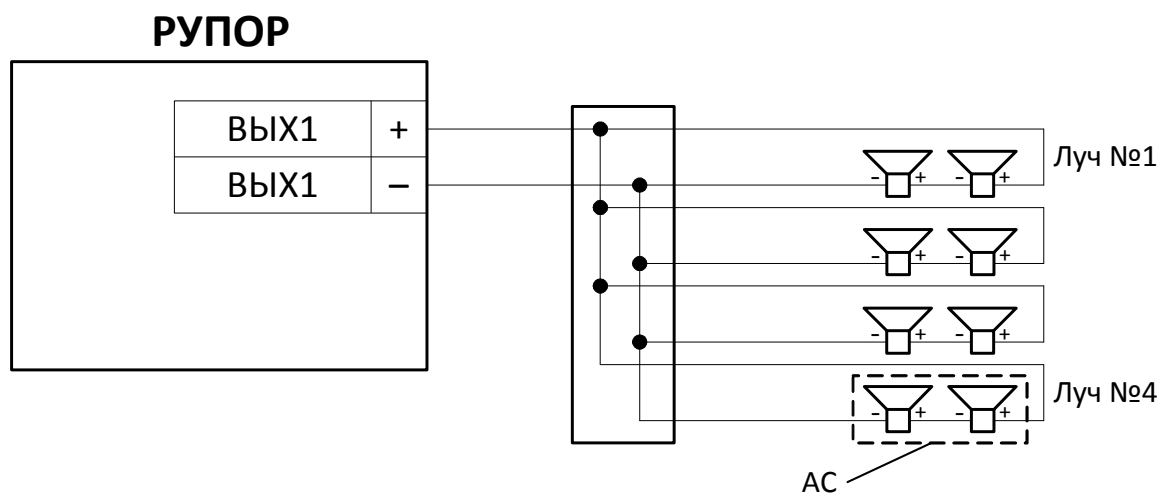 РУПОР
ВЫХ1 +
ВЫХ1 –
Луч №1
- + - +
- + - +
- + - +
Луч №4
- + - +
АС